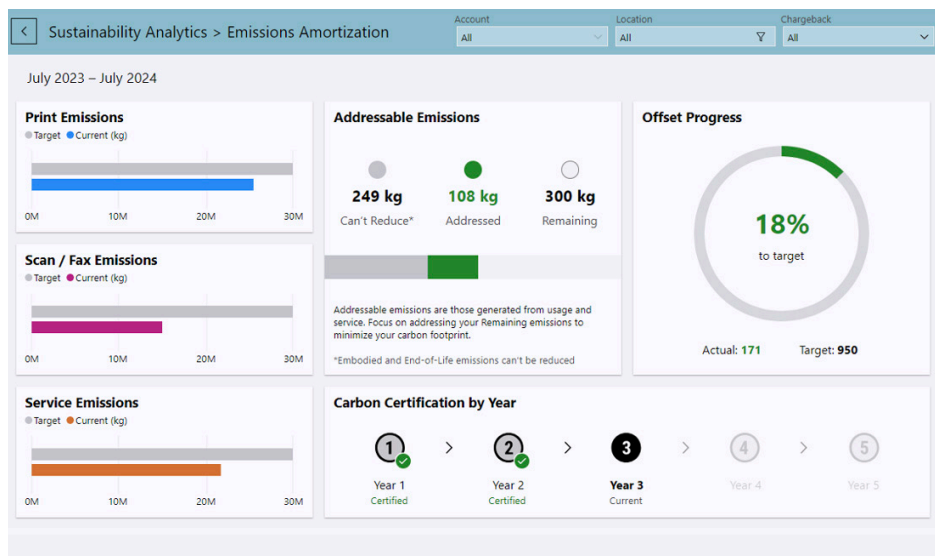 Account
Location
Chargeback
Sustainability Analytics > Emissions Amortization
All
All
All
July 2023 – July 2024
Print Emissions
Target Current (kg)
0M 10M 20M 30M
Scan / Fax Emissions
Target Current (kg)
0M 10M 20M 30M
Service Emissions
Target Current (kg)
0M 10M 20M 30M
Addressable Emissions
249 kg 108 kg 300 kg
Can't Reduce* Addressed Remaining
Addressable emissions are those generated from usage and
service. Focus on addressing your Remaining emissions to
minimize your carbon footprint.
*Embodied and End-of-Life emissions can't be reduced
Offset Progress
18%
to target
Actual: 171 Target: 950
Carbon Certification by Year
1 > 2 > 3 > 4 > 5
Year 1 Year 2 Year 3 Year 4 Year 5
Certified Certified Current